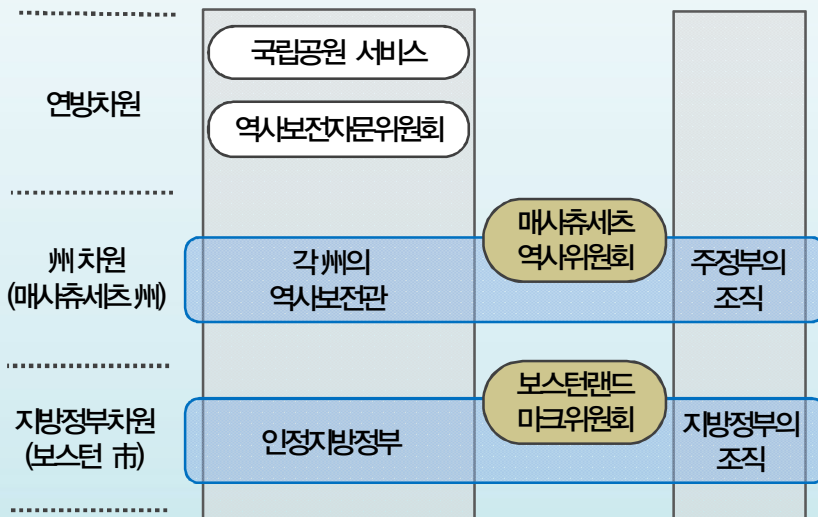 국립공원 서비스
연방차원
역사보전자문위원회
매사츄세츠
역사위원회
州차원
(매사츄세츠州)
각州의
역사보전관
주정부의
조직
보스턴랜드
마크위원회
지방정부차원
(보스턴 市)
인정지방정부
지방정부의
조직